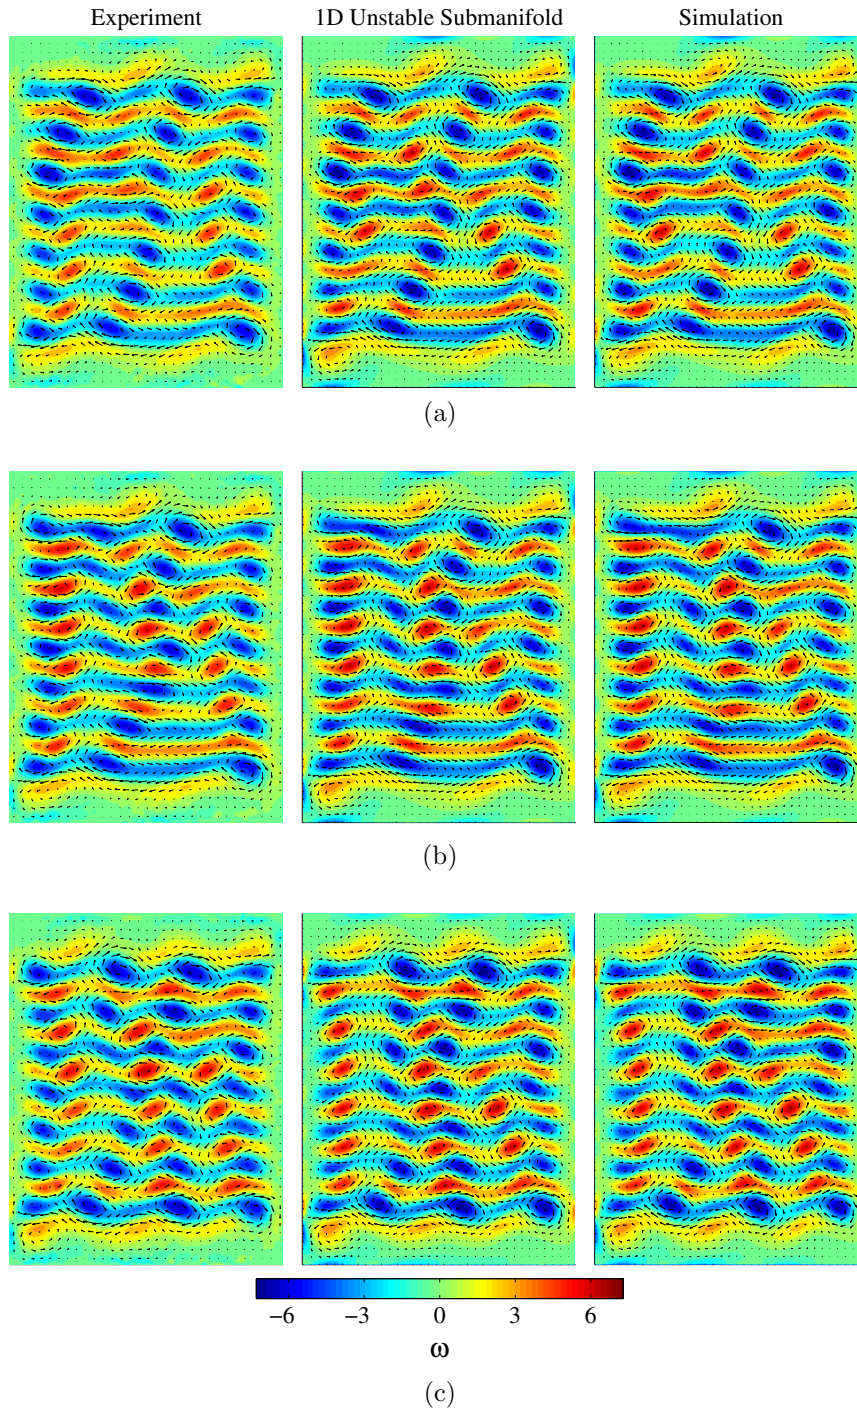 Experiment 1D Unstable Submanifold Simulation
(a)
(b)
−6 −3 0 3 6
ω
(c)